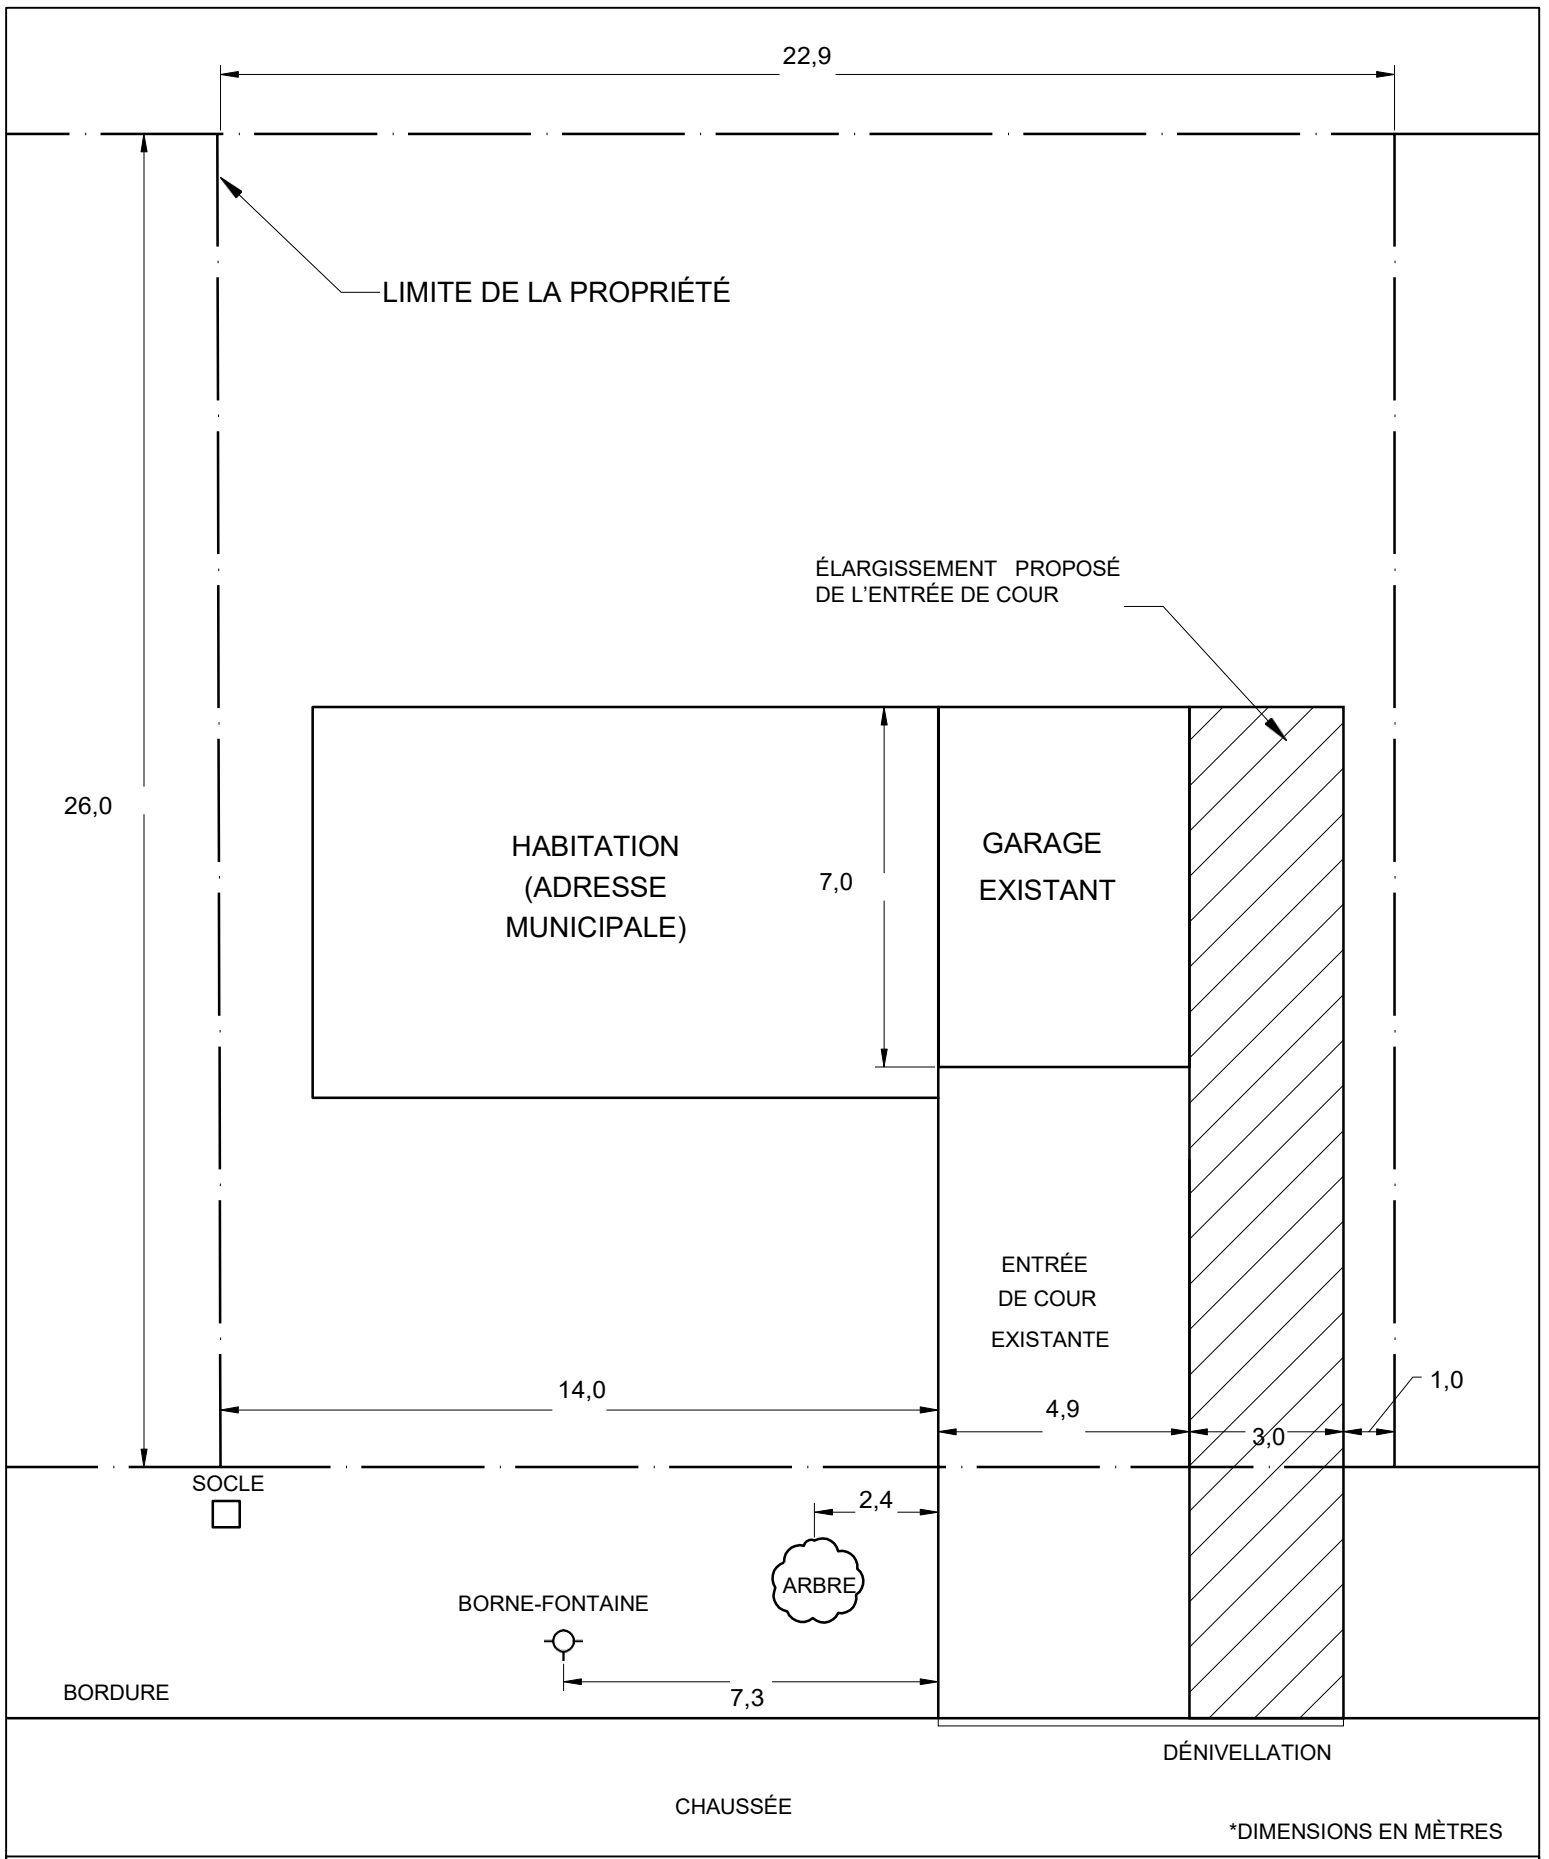 22,9
LIMITE DE LA PROPRIÉTÉ
ÉLARGISSEMENT PROPOSÉ
DE L'ENTRÉE DE COUR
26,0
HABITATION
(ADRESSE
MUNICIPALE)
7,0
GARAGE
EXISTANT
ENTRÉE
DE COUR
EXISTANTE
14,0
4,9
3,0
1,0
SOCLE
2,4
ARBRE
BORNE-FONTAINE
7,3
BORDURE
DÉNIVELLATION
CHAUSSÉE
*DIMENSIONS EN MÈTRES